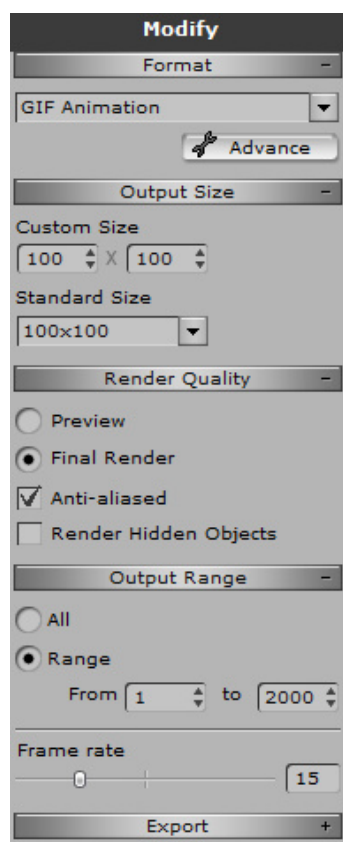 Modify
Format -
GIF Animation
Advance
Output Size -
Custom Size
100 X 100
Standard Size
100x100
Render Quality -
Preview
Final Render
Anti-aliased
Render Hidden Objects
Output Range -
All
Range
From 1 to 2000
Frame rate
15
Export +